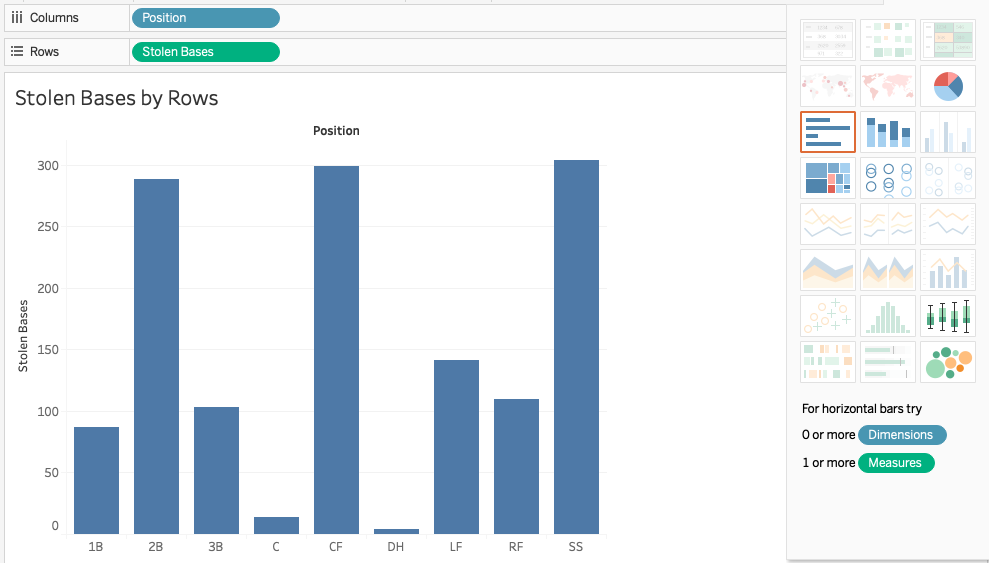 Columns
Position
Rows
Stolen Bases
Stolen Bases by Rows
Position
Stolen Bases
300
250
200
150
100
50
0
1B 2B 3B C CF DH LF RF SS
For horizontal bars try
0 or more Dimensions
1 or more Measures